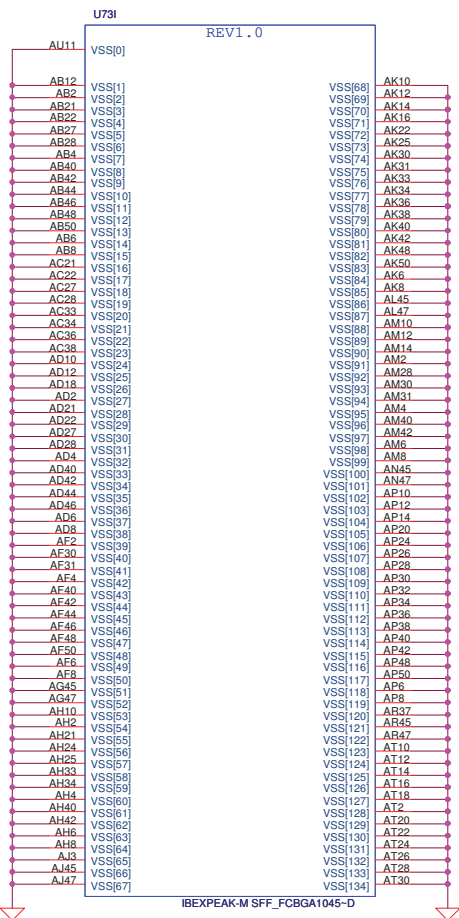 U73I
REV1.0
AU11 VSS[0]
AB12 VSS[1] VSS[68] AK10
AB2 VSS[2] VSS[69] AK12
AB21 VSS[3] VSS[70] AK14
AB22 VSS[4] VSS[71] AK16
AB27 VSS[5] VSS[72] AK22
AB28 VSS[6] VSS[73] AK25
AB4 VSS[7] VSS[74] AK30
AB40 VSS[8] VSS[75] AK31
AB42 VSS[9] VSS[76] AK33
AB44 VSS[10] VSS[77] AK34
AB46 VSS[11] VSS[78] AK36
AB48 VSS[12] VSS[79] AK38
AB50 VSS[13] VSS[80] AK40
AB6 VSS[14] VSS[81] AK42
AB8 VSS[15] VSS[82] AK48
AC21 VSS[16] VSS[83] AK50
AC22 VSS[17] VSS[84] AK6
AC27 VSS[18] VSS[85] AK8
AC28 VSS[19] VSS[86] AL45
AC33 VSS[20] VSS[87] AL47
AC34 VSS[21] VSS[88] AM10
AC36 VSS[22] VSS[89] AM12
AC38 VSS[23] VSS[90] AM14
AD10 VSS[24] VSS[91] AM2
AD12 VSS[25] VSS[92] AM28
AD18 VSS[26] VSS[93] AM30
AD2 VSS[27] VSS[94] AM31
AD21 VSS[28] VSS[95] AM4
AD22 VSS[29] VSS[96] AM40
AD27 VSS[30] VSS[97] AM42
AD28 VSS[31] VSS[98] AM6
AD4 VSS[32] VSS[99] AM8
AD40 VSS[33] VSS[100] AN45
AD42 VSS[34] VSS[101] AN47
AD44 VSS[35] VSS[102] AP10
AD46 VSS[36] VSS[103] AP12
AD6 VSS[37] VSS[104] AP14
AD8 VSS[38] VSS[105] AP20
AF2 VSS[39] VSS[106] AP24
AF30 VSS[40] VSS[107] AP26
AF31 VSS[41] VSS[108] AP28
AF4 VSS[42] VSS[109] AP30
AF40 VSS[43] VSS[110] AP32
AF42 VSS[44] VSS[111] AP34
AF44 VSS[45] VSS[112] AP36
AF46 VSS[46] VSS[113] AP38
AF48 VSS[47] VSS[114] AP40
AF50 VSS[48] VSS[115] AP42
AF6 VSS[49] VSS[116] AP48
AF8 VSS[50] VSS[117] AP50
AG45 VSS[51] VSS[118] AP6
AG47 VSS[52] VSS[119] AP8
AH10 VSS[53] VSS[120] AR37
AH2 VSS[54] VSS[121] AR45
AH21 VSS[55] VSS[122] AR47
AH24 VSS[56] VSS[123] AT10
AH25 VSS[57] VSS[124] AT12
AH33 VSS[58] VSS[125] AT14
AH34 VSS[59] VSS[126] AT16
AH4 VSS[60] VSS[127] AT18
AH40 VSS[61] VSS[128] AT2
AH42 VSS[62] VSS[129] AT20
AH6 VSS[63] VSS[130] AT22
AH8 VSS[64] VSS[131] AT24
AJ3 VSS[65] VSS[132] AT26
AJ45 VSS[66] VSS[133] AT28
AJ47 VSS[67] VSS[134] AT30
IBEXPEAK-M SFF_FCBGA1045~D